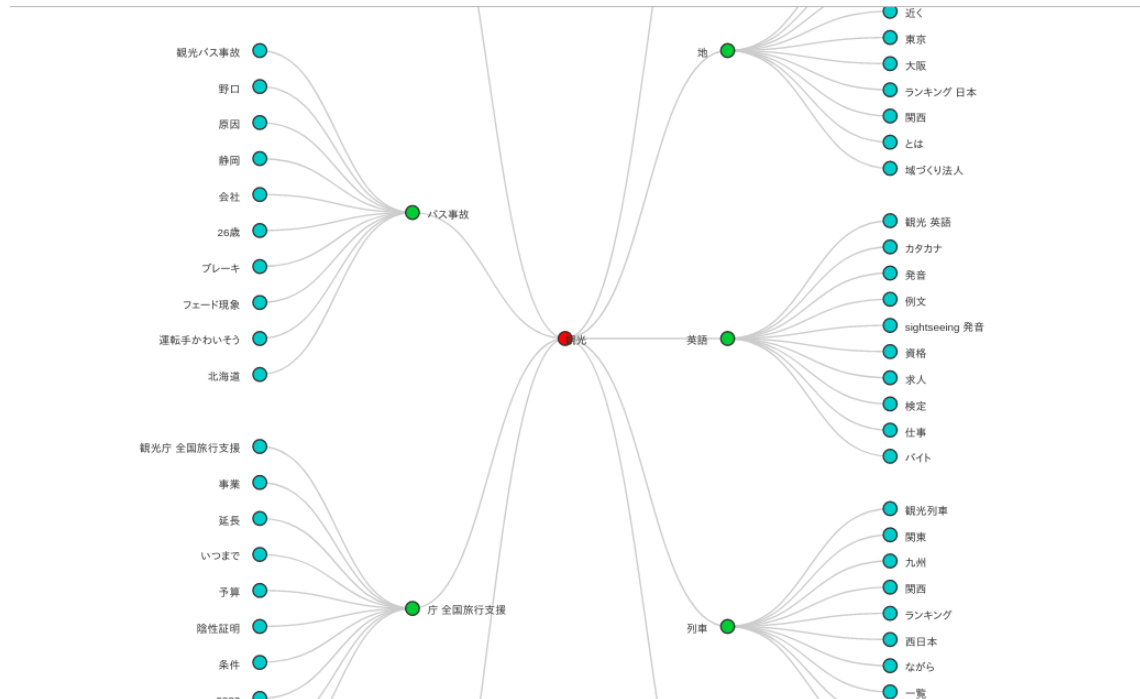 観光バス事故
野口
原因
静岡
会社
26歳
ブレーキ
フェード現象
運転手かわいそう
北海道
バス事故
観光庁 全国旅行支援
事業
延長
いつまで
予算
陰性証明
条件
庁 全国旅行支援
観光
地
近く
東京
大阪
ランキング 日本
関西
とは
域づくり法人
英語
観光 英語
カタカナ
発音
例文
sightseeing 発音
資格
求人
検定
仕事
バイト
列車
観光列車
関東
九州
関西
ランキング
西日本
ながら
一覧